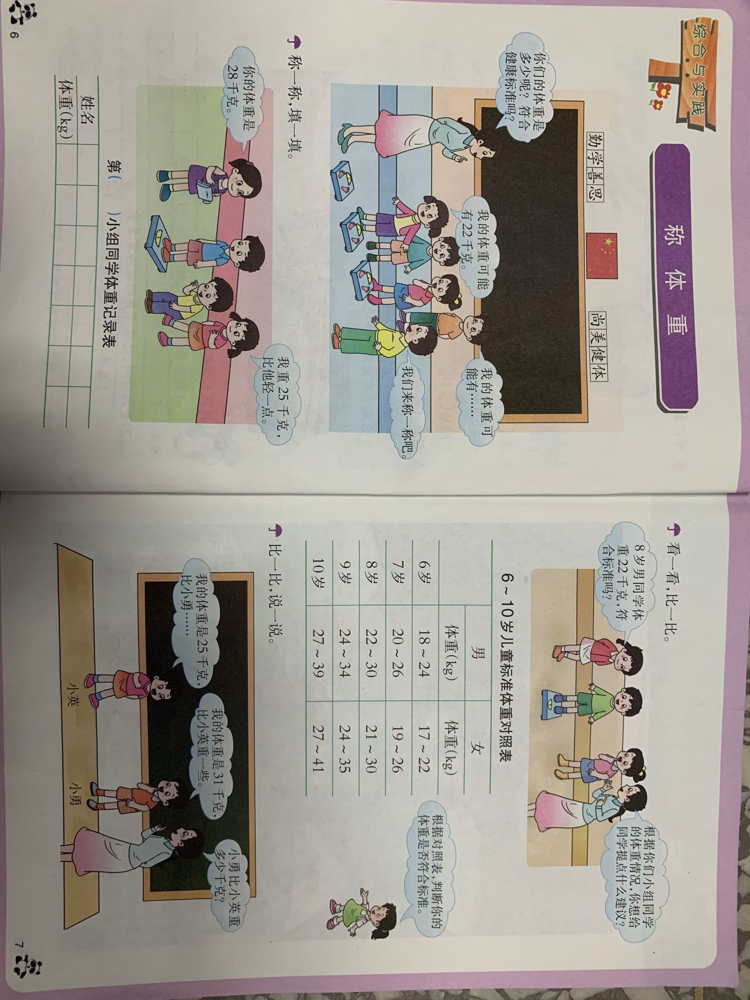 综合与实践
称体重
勤学善思
尚美健体
你们的体重是
多少呢？符合
健康标准吗？
我的体重可能
有22千克。
我的体重可
能有……
我们来称一称吧。
称一称，填一填。
你的体重是
28千克。
我重25千克，
比他轻一点。
第(　)小组同学体重记录表
姓名
体重(kg)
6
看一看，比一比。
8岁男同学体
重22千克，符
合标准吗？
根据你们小组同学
的体重情况，你想给
同学提点什么建议？
6～10岁儿童标准体重对照表
男 女
体重(kg) 体重(kg)
6岁 18～24 17～22
7岁 20～26 19～26
8岁 22～30 21～30
9岁 24～34 24～35
10岁 27～39 27～41
根据对照表，判断你的
体重是否符合标准。
比一比，说一说。
我的体重是25千克，
比小勇……
我的体重是31千克，
比小英重一些。
小勇比小英重
多少千克？
小英
小勇
7